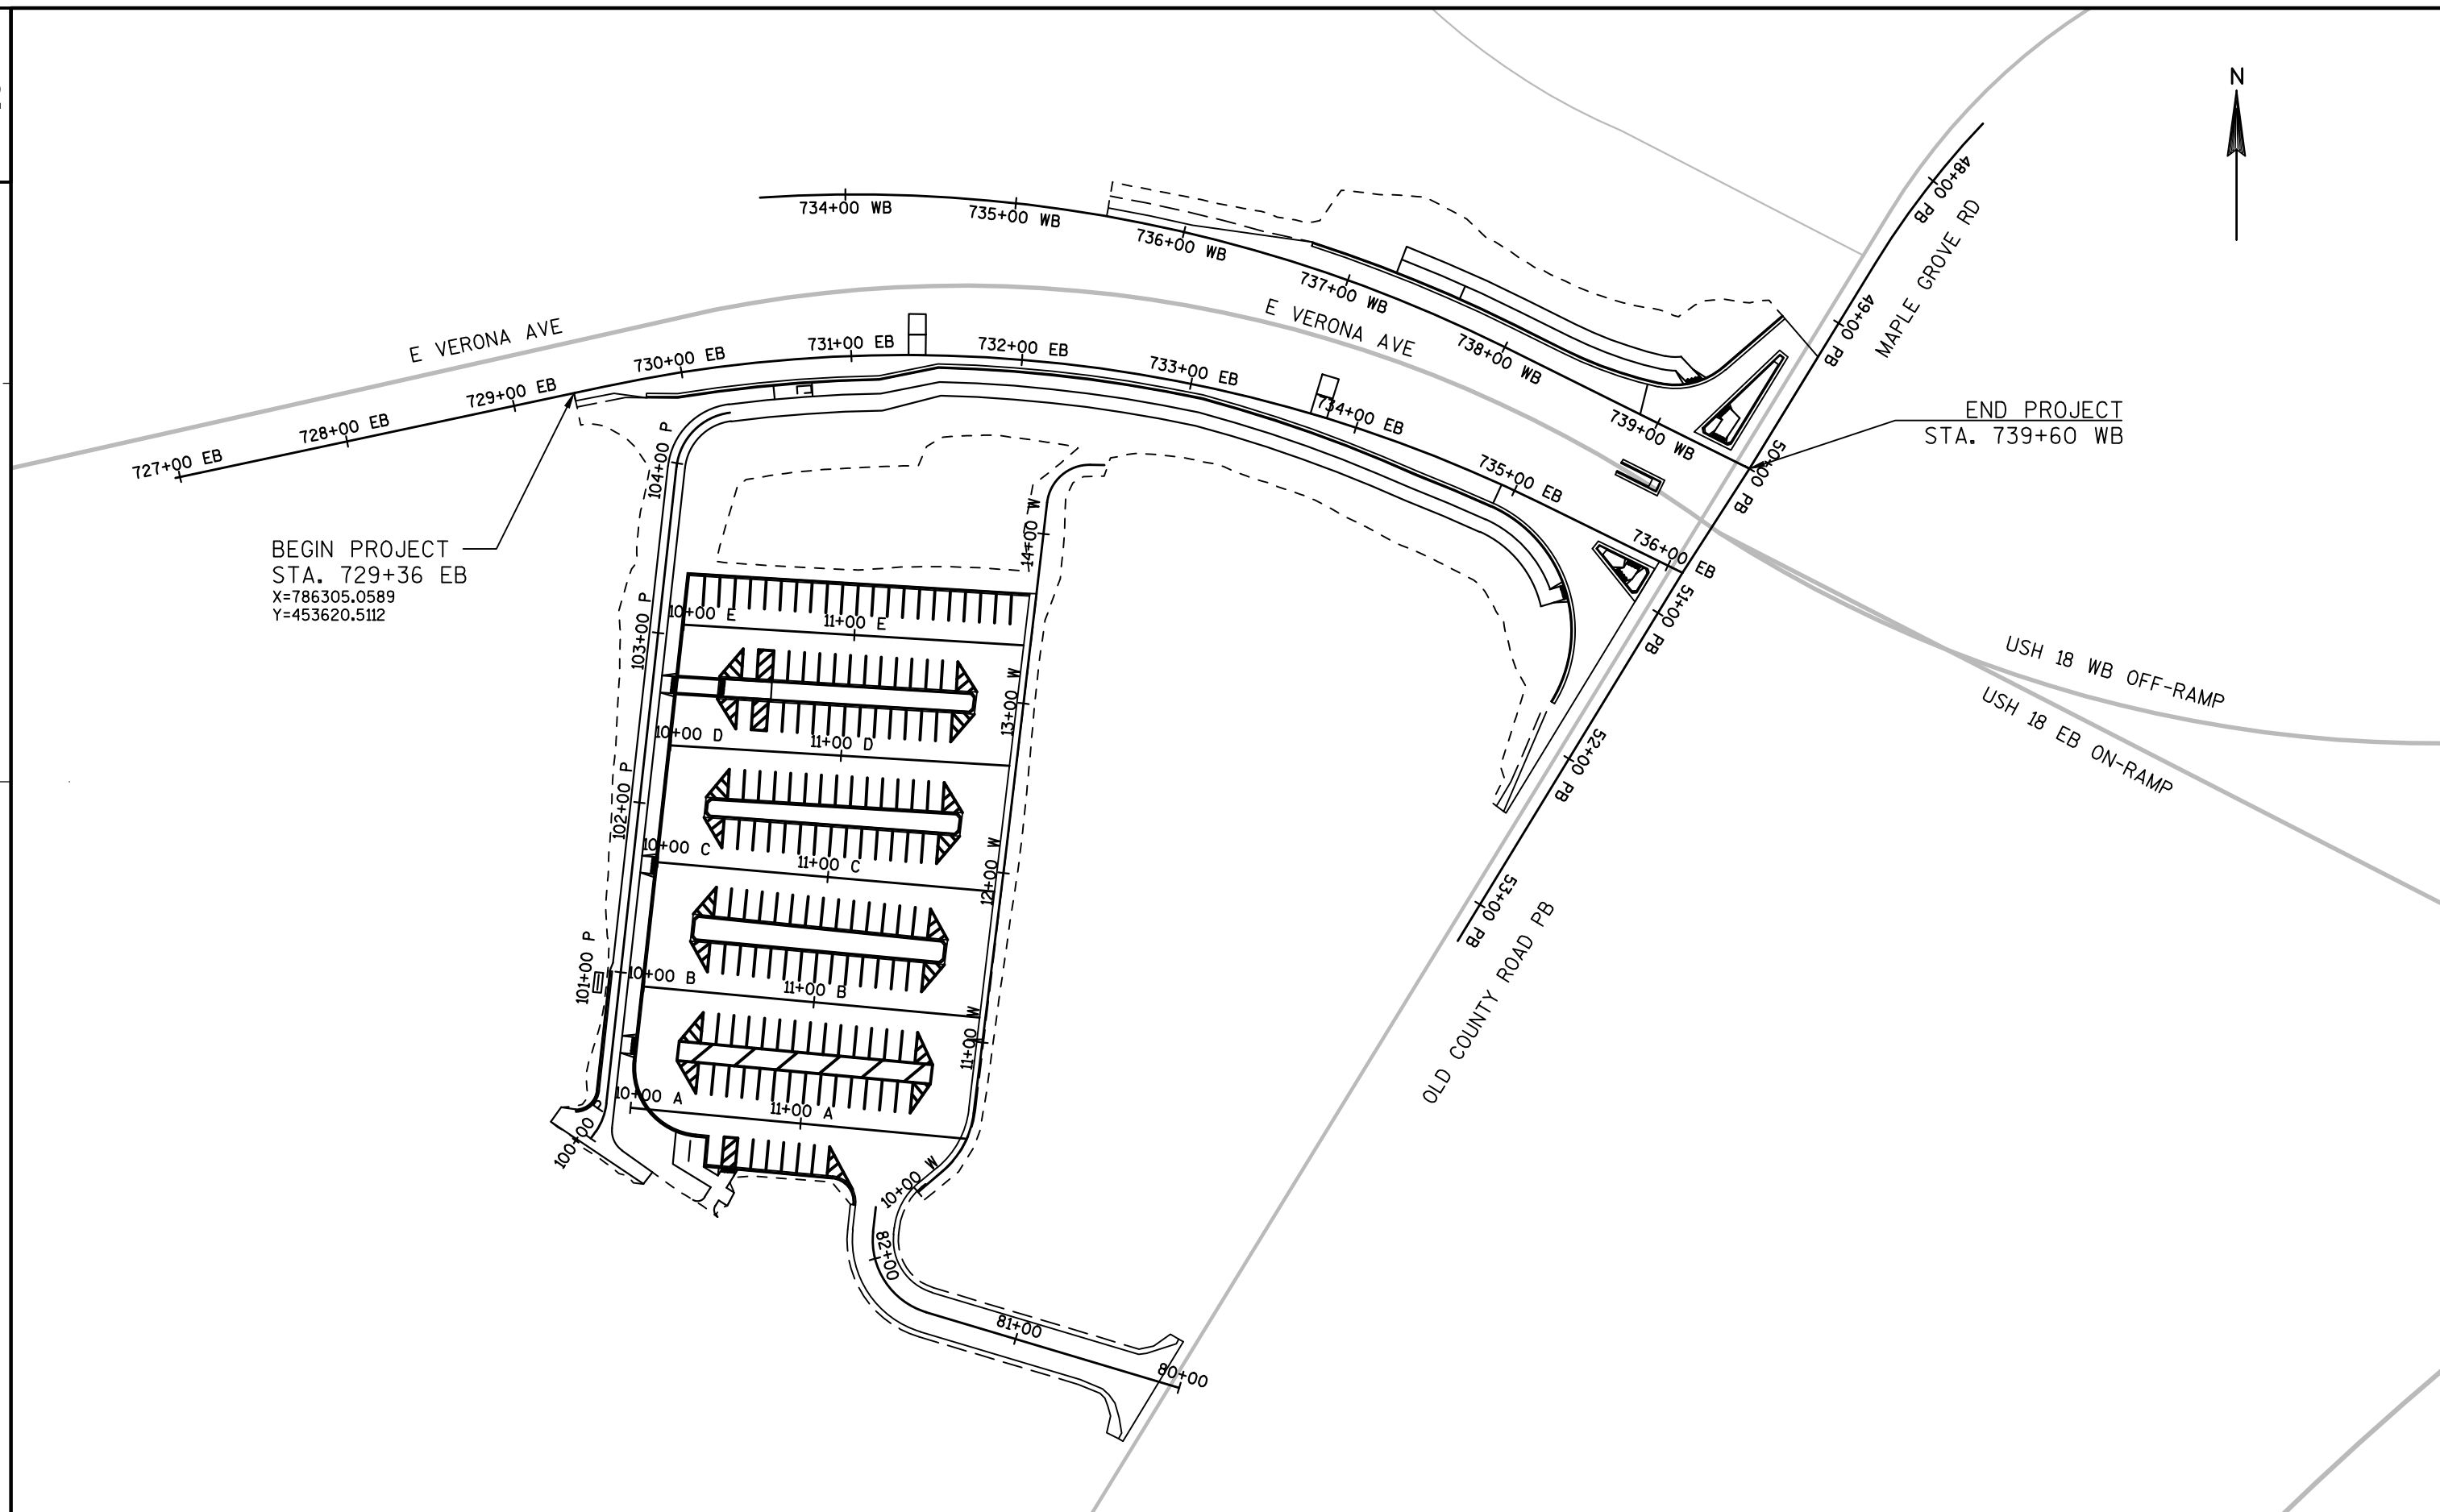 N
48+00 PB
MAPLE GROVE RD
49+00 PB
734+00 WB
735+00 WB
736+00 WB
737+00 WB
738+00 WB
739+00 WB
E VERONA AVE
E VERONA AVE
727+00 EB
728+00 EB
729+00 EB
730+00 EB
731+00 EB
732+00 EB
733+00 EB
734+00 EB
735+00 EB
736+00 EB
END PROJECT
STA. 739+60 WB
50+00 PB
51+00 PB
52+00 PB
53+00 PB
BEGIN PROJECT
STA. 729+36 EB
X=786305.0589
Y=453620.5112
104+00 P
103+00 P
102+00 P
101+00 P
100+00 P
14+00 W
13+00 W
12+00 W
11+00 W
10+00 W
10+00 E
11+00 E
10+00 D
11+00 D
10+00 C
11+00 C
10+00 B
11+00 B
10+00 A
11+00 A
USH 18 WB OFF-RAMP
USH 18 EB ON-RAMP
OLD COUNTY ROAD PB
82+00
81+00
80+00